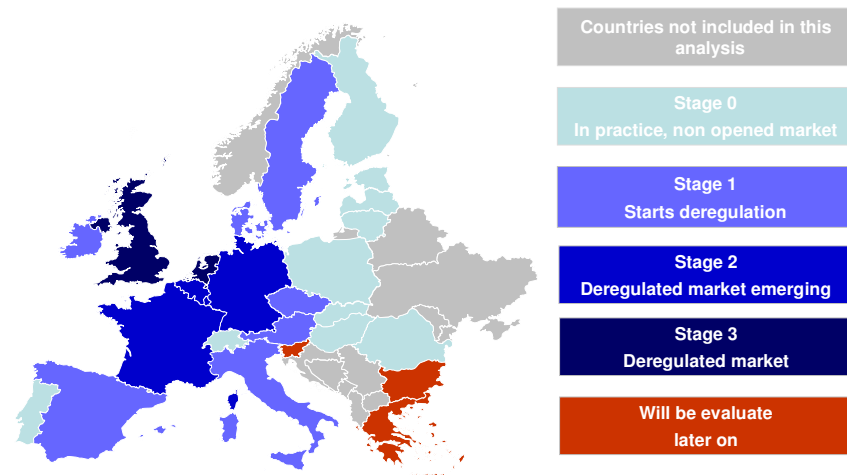 Countries not included in this
analysis
Stage 0
In practice, non opened market
Stage 1
Starts deregulation
Stage 2
Deregulated market emerging
Stage 3
Deregulated market
Will be evaluate
later on